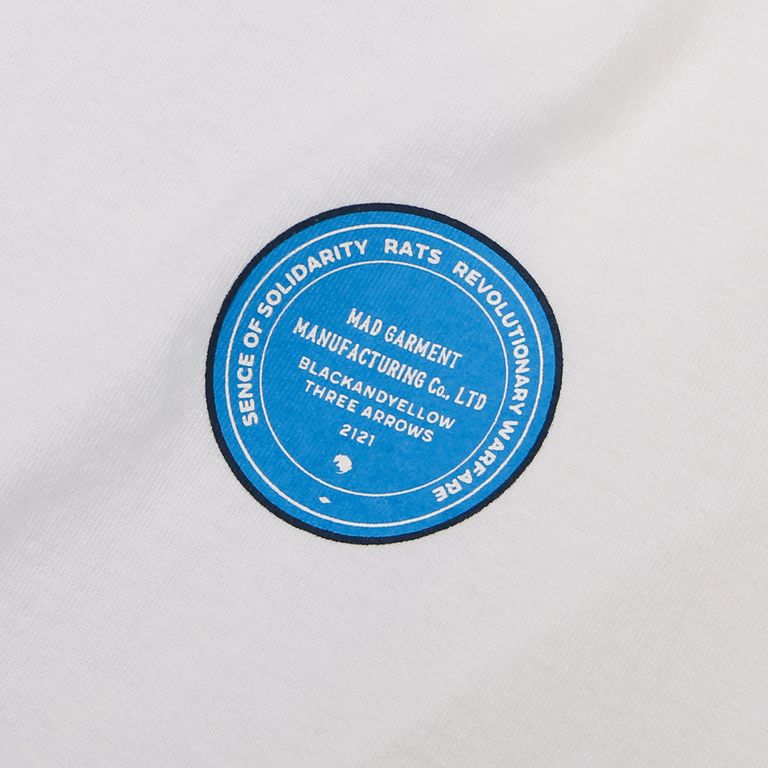 SENCE OF SOLIDARITY RATS REVOLUTIONARY WARFARE
MAD GARMENT
MANUFACTURING Co., LTD
BLACKANDYELLOW
THREE ARROWS
2121